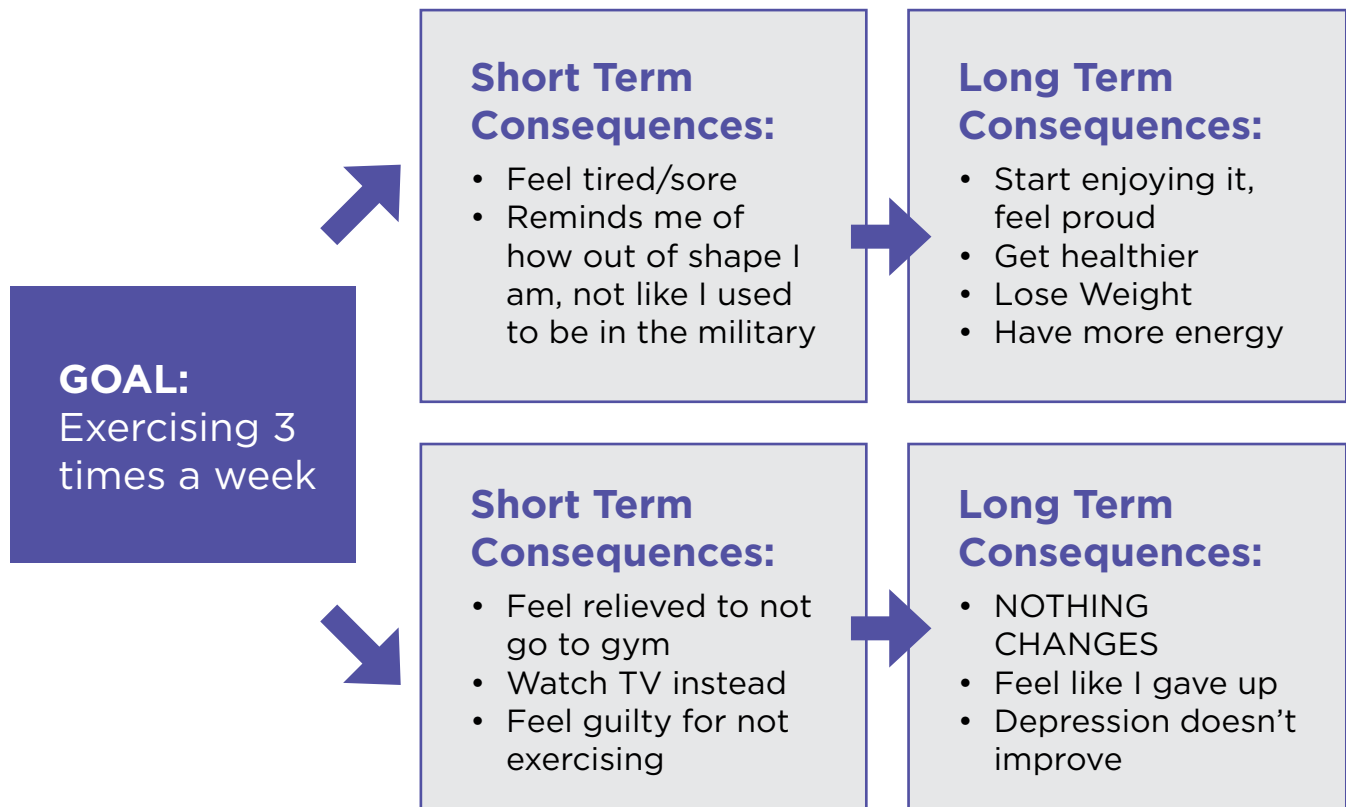 GOAL:
Exercising 3
times a week
Short Term
Consequences:
• Feel tired/sore
• Reminds me of
how out of shape I
am, not like I used
to be in the military
Long Term
Consequences:
• Start enjoying it,
feel proud
• Get healthier
• Lose Weight
• Have more energy
Short Term
Consequences:
• Feel relieved to not
go to gym
• Watch TV instead
• Feel guilty for not
exercising
Long Term
Consequences:
• NOTHING
CHANGES
• Feel like I gave up
• Depression doesn’t
improve